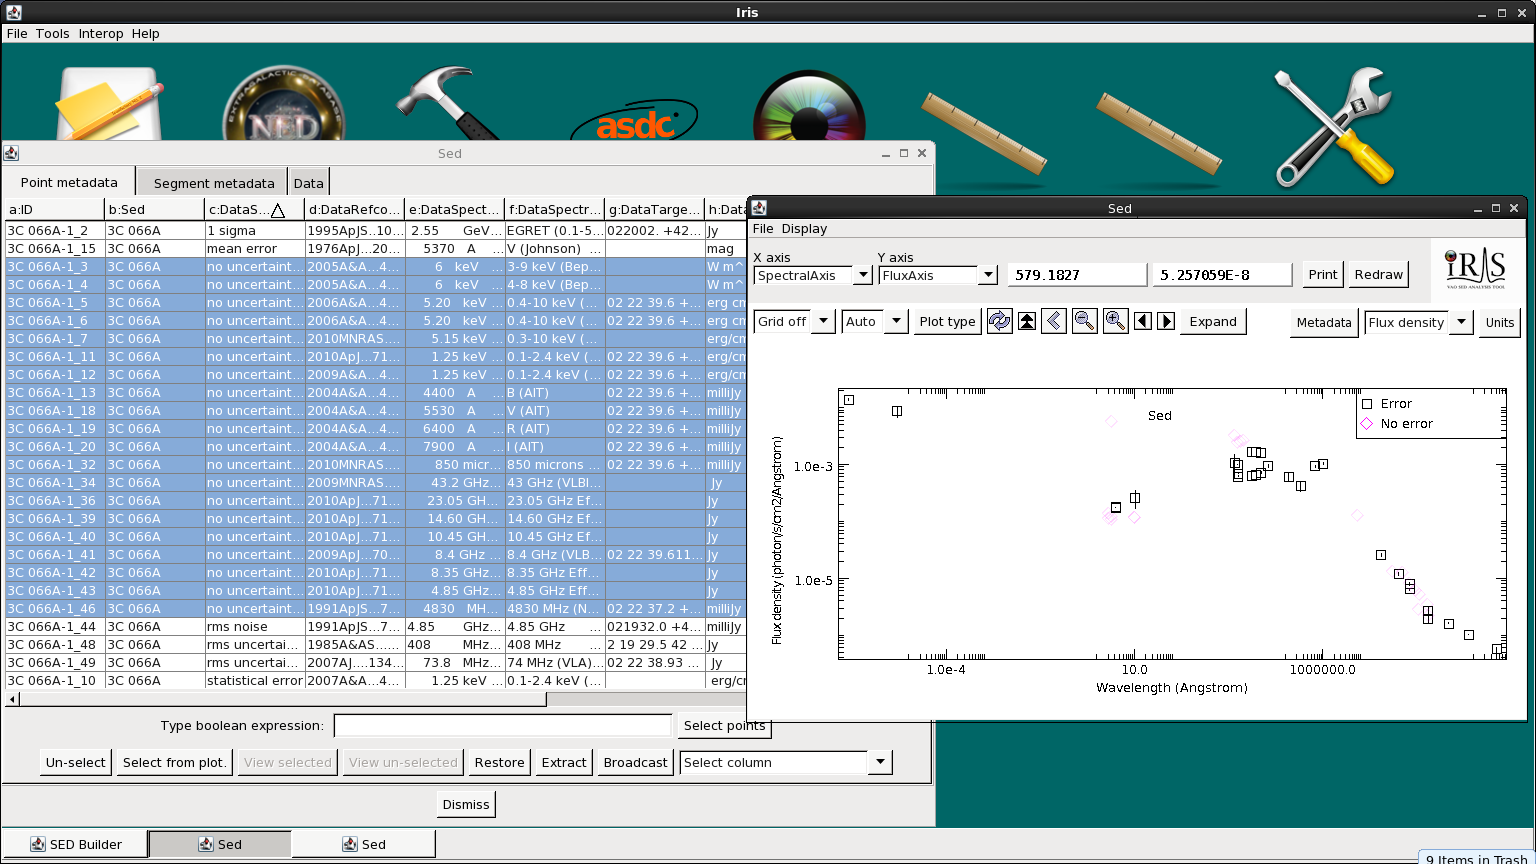 Iris
File Tools Interop Help
EXTRAGALACTIC DATABASE
NED
asdc
Sed
Point metadata Segment metadata Data
a:ID b:Sed c:DataS... d:DataRefco... e:DataSpect... f:DataSpectr... g:DataTarge... h:Data
3C 066A-1_2 3C 066A 1 sigma 1995ApJS..10... 2.55 GeV... EGRET (0.1-5... 022002. +42... Jy
3C 066A-1_15 3C 066A mean error 1976ApJ...20... 5370 A ... V (Johnson) ... mag
3C 066A-1_3 3C 066A no uncertaint... 2005A&A...4... 6 keV ... 3-9 keV (Bep... W m^
3C 066A-1_4 3C 066A no uncertaint... 2005A&A...4... 6 keV ... 4-8 keV (Bep... W m^
3C 066A-1_5 3C 066A no uncertaint... 2006A&A...4... 5.20 keV ... 0.4-10 keV (... 02 22 39.6 +... erg cm
3C 066A-1_6 3C 066A no uncertaint... 2006A&A...4... 5.20 keV ... 0.4-10 keV (... 02 22 39.6 +... erg cm
3C 066A-1_7 3C 066A no uncertaint... 2010MNRAS... 5.15 keV ... 0.3-10 keV (... erg/cm
3C 066A-1_11 3C 066A no uncertaint... 2010ApJ...71... 1.25 keV ... 0.1-2.4 keV (... 02 22 39.6 +... erg/cm
3C 066A-1_12 3C 066A no uncertaint... 2009A&A...4... 1.25 keV ... 0.1-2.4 keV (... 02 22 39.6 +... erg/cm
3C 066A-1_13 3C 066A no uncertaint... 2004A&A...4... 4400 A ... B (AIT) 02 22 39.6 +... milliJy
3C 066A-1_18 3C 066A no uncertaint... 2004A&A...4... 5530 A ... V (AIT) 02 22 39.6 +... milliJy
3C 066A-1_19 3C 066A no uncertaint... 2004A&A...4... 6400 A ... R (AIT) 02 22 39.6 +... milliJy
3C 066A-1_20 3C 066A no uncertaint... 2004A&A...4... 7900 A ... I (AIT) 02 22 39.6 +... milliJy
3C 066A-1_32 3C 066A no uncertaint... 2010MNRAS.... 850 micr... 850 microns ... 02 22 39.6 +... milliJy
3C 066A-1_34 3C 066A no uncertaint... 2009MNRAS.... 43.2 GHz... 43 GHz (VLBI... Jy
3C 066A-1_36 3C 066A no uncertaint... 2010ApJ...71... 23.05 GH... 23.05 GHz Ef... Jy
3C 066A-1_39 3C 066A no uncertaint... 2010ApJ...71... 14.60 GH... 14.60 GHz Ef... Jy
3C 066A-1_40 3C 066A no uncertaint... 2010ApJ...71... 10.45 GH... 10.45 GHz Ef... Jy
3C 066A-1_41 3C 066A no uncertaint... 2009ApJ...70... 8.4 GHz ... 8.4 GHz (VLB... 02 22 39.611... Jy
3C 066A-1_42 3C 066A no uncertaint... 2010ApJ...71... 8.35 GHz... 8.35 GHz Eff... Jy
3C 066A-1_43 3C 066A no uncertaint... 2010ApJ...71... 4.85 GHz... 4.85 GHz Eff... Jy
3C 066A-1_46 3C 066A no uncertaint... 1991ApJS...7... 4830 MH... 4830 MHz (N... 02 22 37.2 +... milliJy
3C 066A-1_44 3C 066A rms noise 1991ApJS...7... 4.85 GHz... 4.85 GHz ... 021932.0 +4... milliJy
3C 066A-1_48 3C 066A rms uncertai... 1985A&AS...... 408 MHz... 408 MHz ... 2 19 29.5 42 ... Jy
3C 066A-1_49 3C 066A rms uncertai... 2007AJ....134... 73.8 MHz... 74 MHz (VLA)... 02 22 38.93 ... Jy
3C 066A-1_10 3C 066A statistical error 2007A&A...4... 1.25 keV ... 0.1-2.4 keV (... erg/cm
Type boolean expression: Select points
Un-select Select from plot. View selected View un-selected Restore Extract Broadcast Select column
Dismiss
Sed
File Display
X axis Y axis
SpectralAxis FluxAxis 579.1827 5.257059E-8 Print Redraw
IRIS
VAO SED ANALYSIS TOOL
Grid off Auto Plot type Expand Metadata Flux density Units
Sed
Error
No error
Flux density (photon/s/cm2/Angstrom)
1.0e-3
1.0e-5
1.0e-4 10.0 1000000.0
Wavelength (Angstrom)
SED Builder Sed Sed
9 Items in Trash